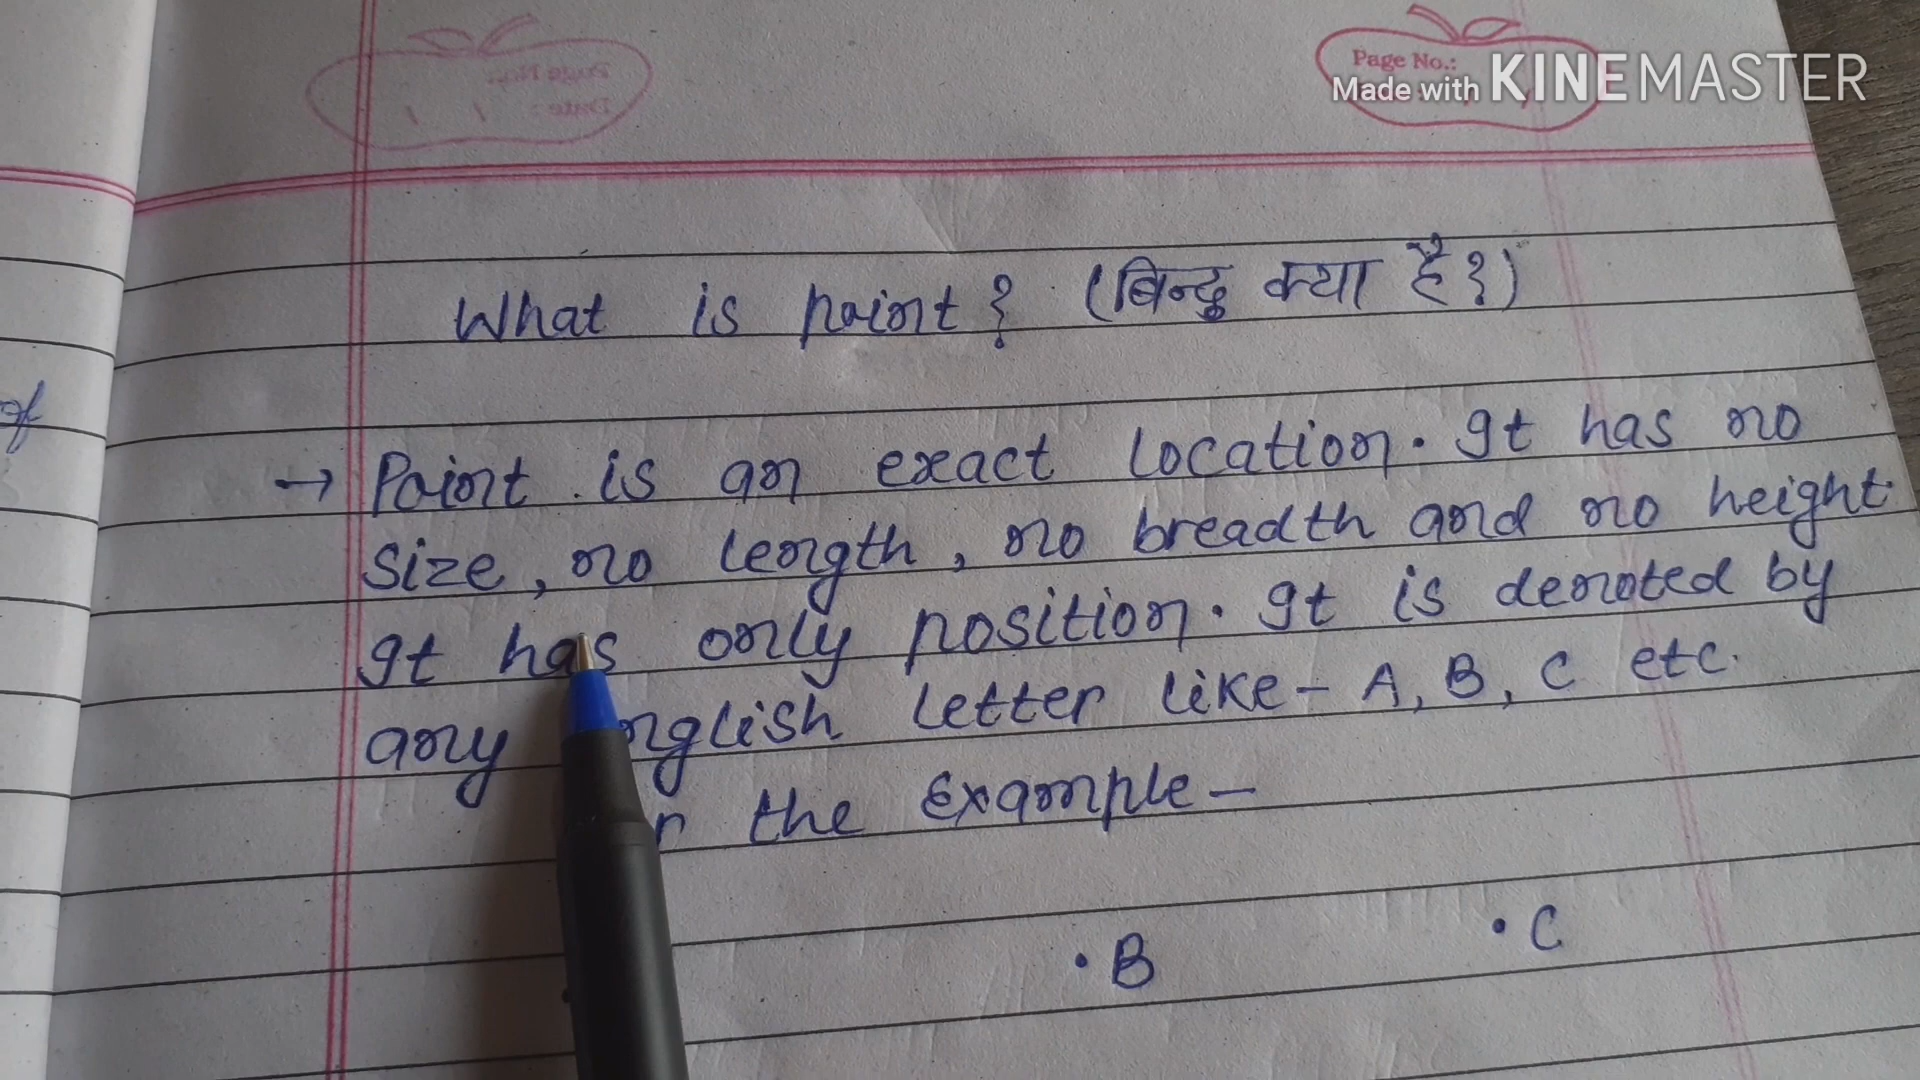 Page No.:
Made with KINEMASTER
What is point? (बिन्दु क्या है?)
→ Point is an exact location. It has no
size, no length, no breadth and no height.
It has only position. It is denoted by
any English letter like - A, B, C etc.
the Example -
• B
• C
of